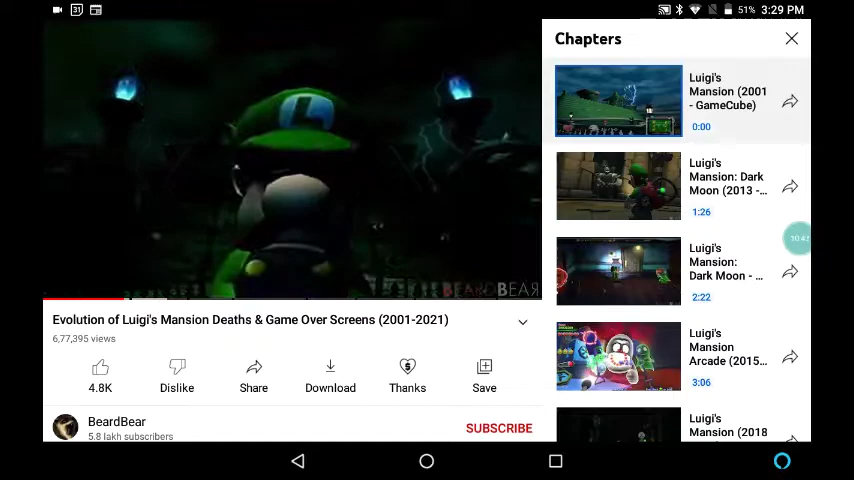 31
51%
3:29 PM
L
BEARDBEAR
Evolution of Luigi's Mansion Deaths & Game Over Screens (2001-2021)
6,77,395 views
4.8K
Dislike
Share
Download
Thanks
Save
BeardBear
5.8 lakh subscribers
SUBSCRIBE
Chapters
Luigi's
Mansion (2001
- GameCube)
0:00
Luigi's
Mansion: Dark
Moon (2013 -...
1:26
Luigi's
Mansion:
Dark Moon - ...
2:22
Luigi's
Mansion
Arcade (2015...
3:06
Luigi's
Mansion (2018